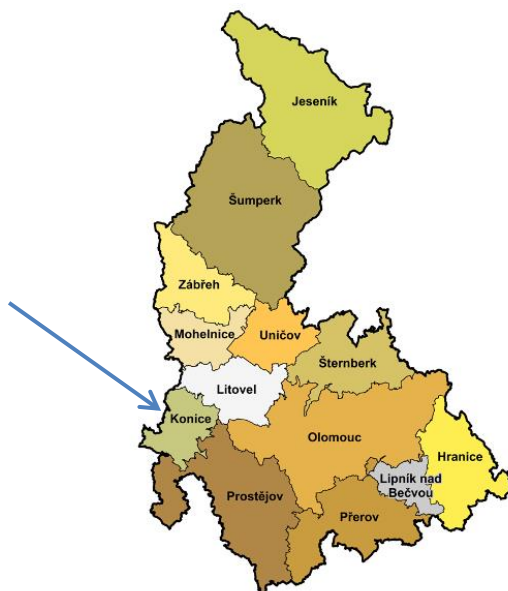 Jeseník
Šumperk
Zábřeh
Mohelnice
Uničov
Šternberk
Litovel
Konice
Olomouc
Hranice
Lipník nad
Bečvou
Prostějov
Přerov